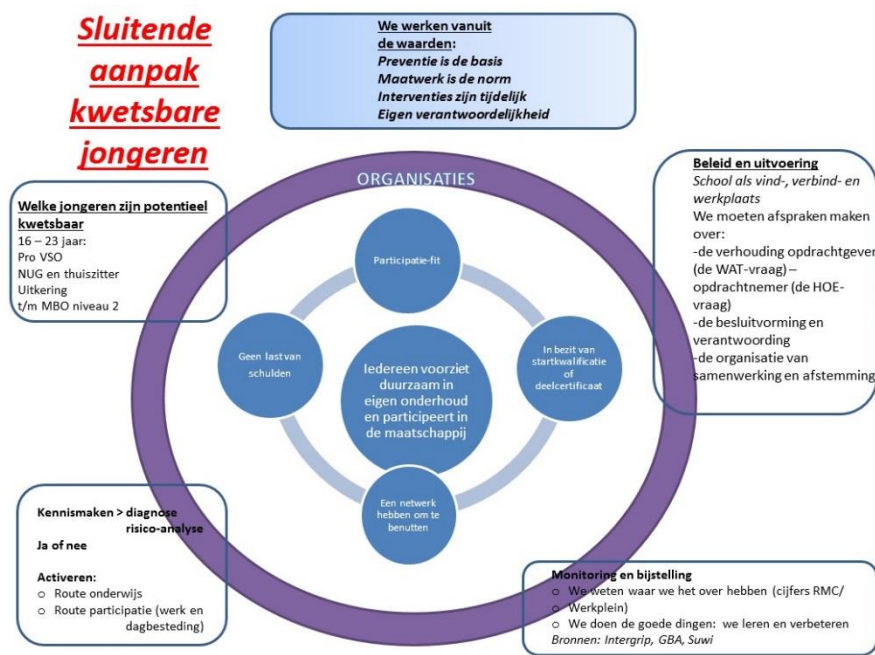 Sluitende
aanpak
kwetsbare
jongeren
We werken vanuit
de waarden:
Preventie is de basis
Maatwerk is de norm
Interventies zijn tijdelijk
Eigen verantwoordelijkheid
Welke jongeren zijn potentieel
kwetsbaar
16 – 23 jaar:
Pro VSO
NUG en thuiszitter
Uitkering
t/m MBO niveau 2
ORGANISATIES
Participatie-fit
Geen last van
schulden
Iedereen voorziet
duurzaam in
eigen onderhoud
en participeert in
de maatschappij
In bezit van
startkwalificatie
of
deelcertificaat
Een netwerk
hebben om te
benutten
Beleid en uitvoering
School als vind-, verbind- en
werkplaats
We moeten afspraken maken
over:
-de verhouding opdrachtgever
(de WAT-vraag) –
opdrachtnemer (de HOE-
vraag)
-de besluitvorming en
verantwoording
-de organisatie van
samenwerking en afstemming
Kennismaken > diagnose
risico-analyse
Ja of nee
Activeren:
o Route onderwijs
o Route participatie (werk en
dagbesteding)
Monitoring en bijstelling
o We weten waar we het over hebben (cijfers RMC/
o Werkplein)
o We doen de goede dingen: we leren en verbeteren
Bronnen: Intergrip, GBA, Suwi